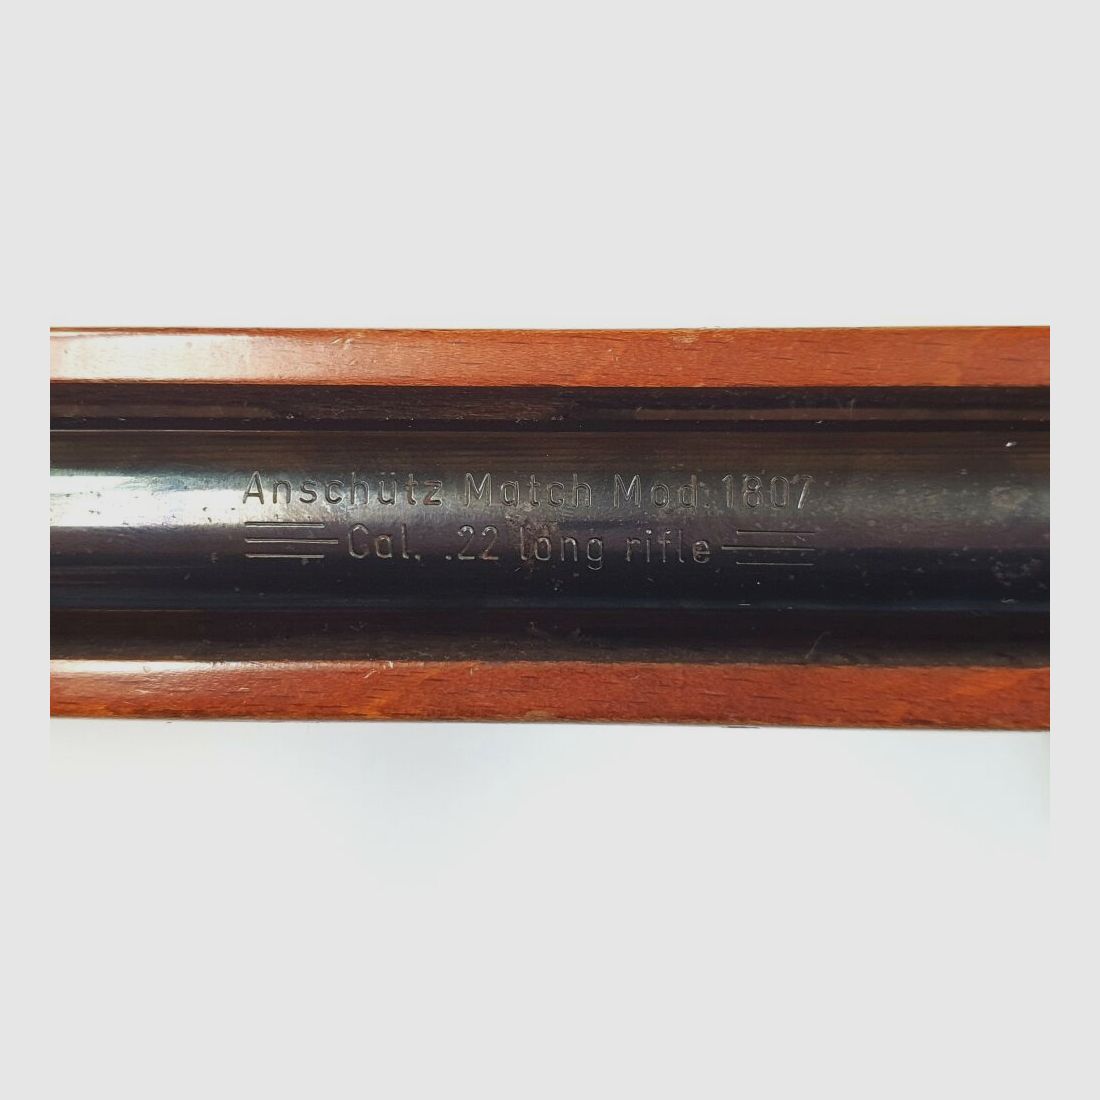 Anschütz Match Mod. 1807
Cal. .22 long rifle